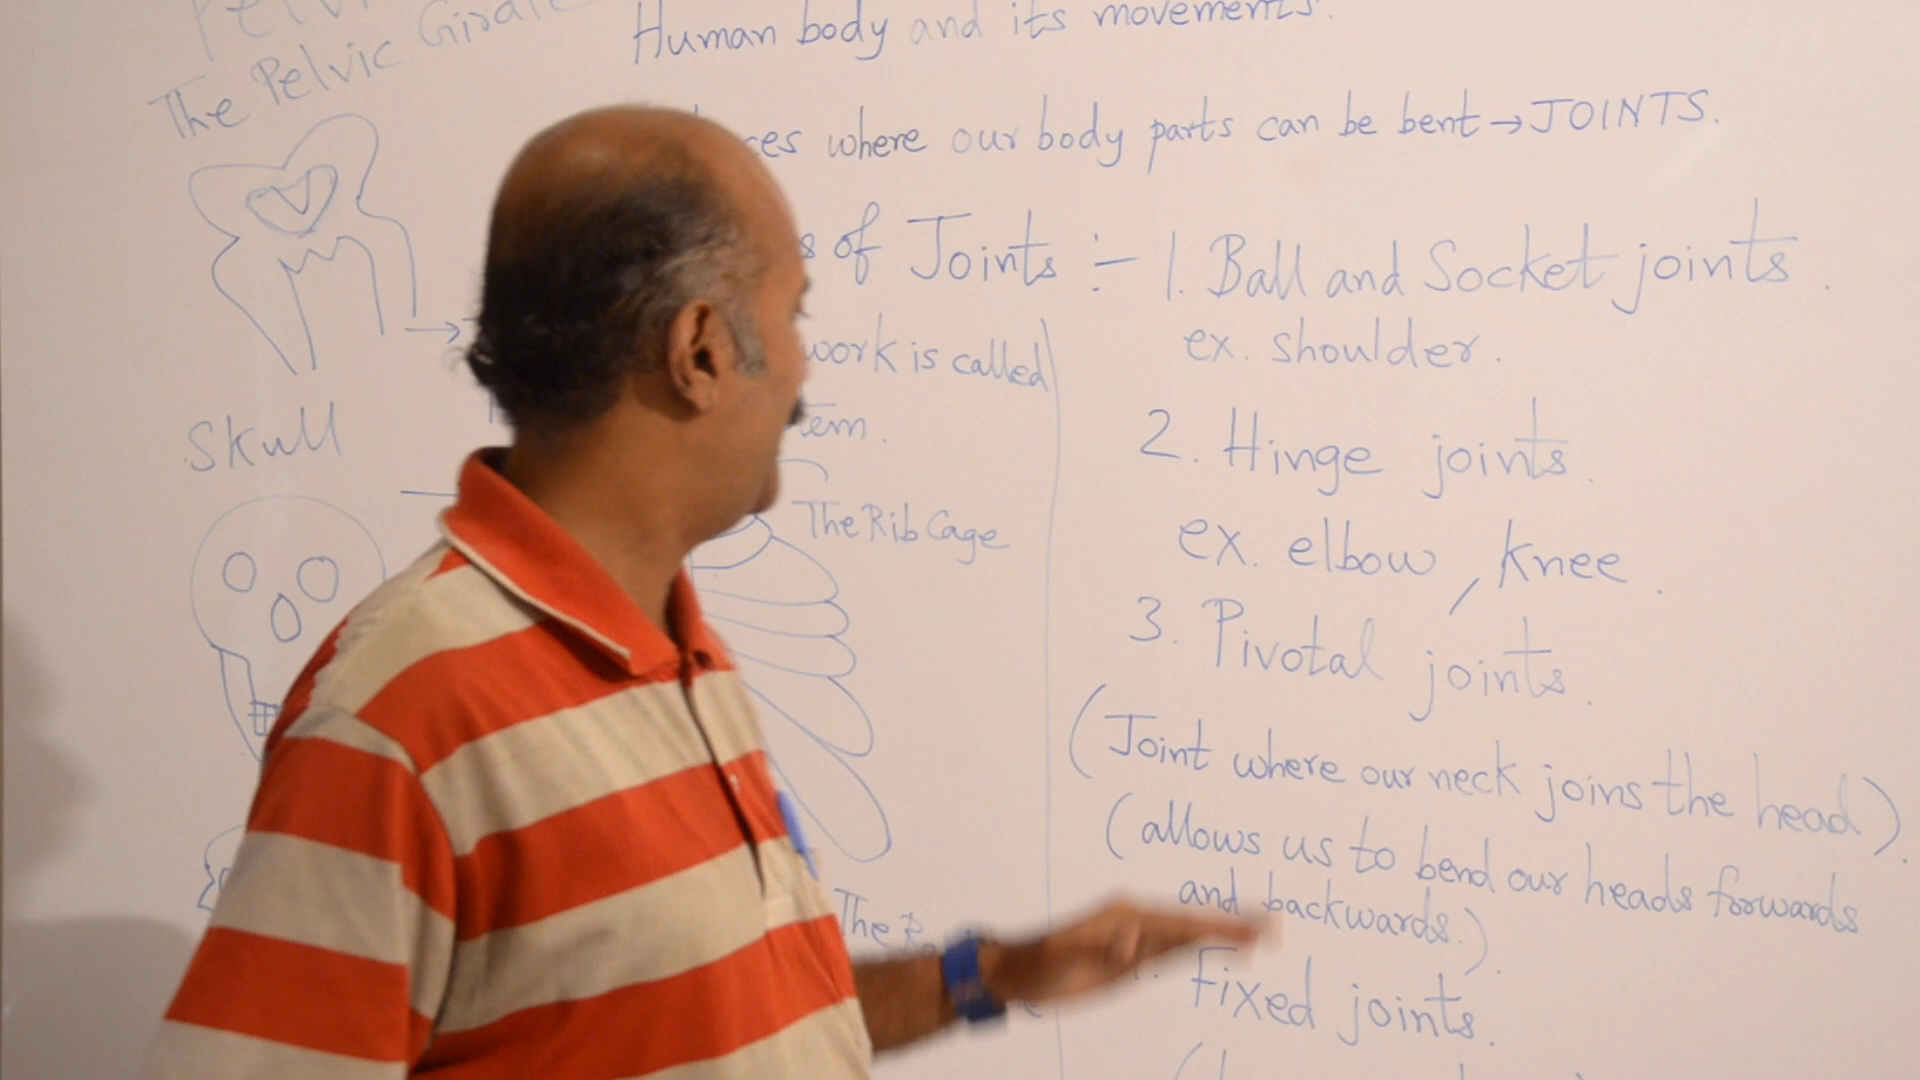 The Pelvic Girdle
Human body and its movements.
where our body parts can be bent → JOINTS.
of Joints :- 1. Ball and Socket joints.
ex. shoulder.
work is called
2. Hinge joints.
Skull
The Rib Cage
ex. elbow, knee.
3. Pivotal joints.
(Joint where our neck joins the head).
(allows us to bend our heads forwards
and backwards.).
The
fixed joints.